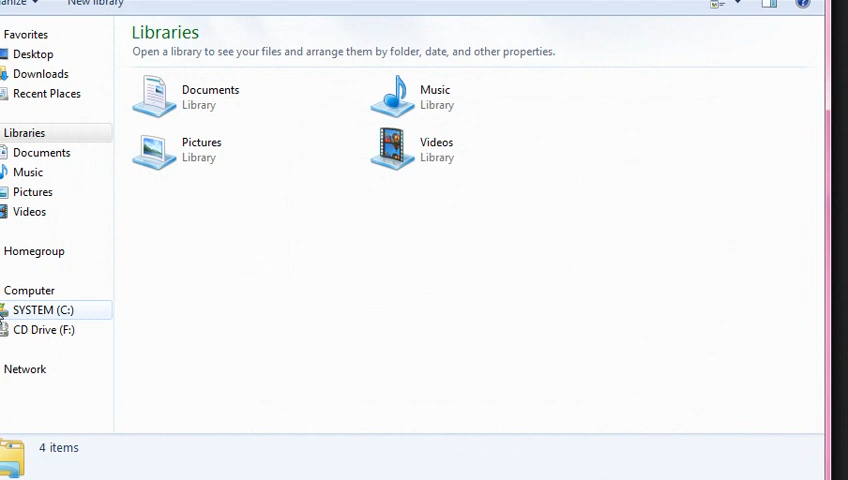 New library
Favorites
Desktop
Downloads
Recent Places
Libraries
Documents
Music
Pictures
Videos
Homegroup
Computer
SYSTEM (C:)
CD Drive (F:)
Network
Libraries
Open a library to see your files and arrange them by folder, date, and other properties.
Documents
Library
Music
Library
Pictures
Library
Videos
Library
4 items